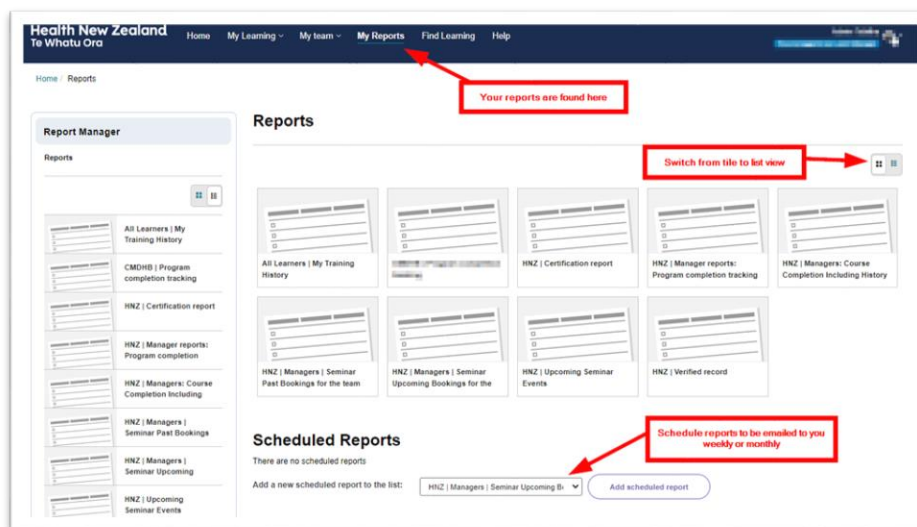 Health New Zealand
Te Whatu Ora
Home My Learning My team My Reports Find Learning Help
Home / Reports
Your reports are found here
Report Manager
Reports
All Learners | My
Training History
CMDHB | Program
completion tracking
HNZ | Certification report
HNZ | Manager reports:
Program completion
HNZ | Managers: Course
Completion Including
HNZ | Managers |
Seminar Past Bookings
HNZ | Managers |
Seminar Upcoming
HNZ | Upcoming
Seminar Events
Reports
Switch from tile to list view
All Learners | My Training
History
HNZ | Certification report
HNZ | Manager reports:
Program completion tracking
HNZ | Managers: Course
Completion Including History
HNZ | Managers | Seminar
Past Bookings for the team
HNZ | Managers | Seminar
Upcoming Bookings for the
HNZ | Upcoming Seminar
Events
HNZ | Verified record
Scheduled Reports
There are no scheduled reports
Schedule reports to be emailed to you
weekly or monthly
Add a new scheduled report to the list: HNZ | Managers | Seminar Upcoming Add scheduled report